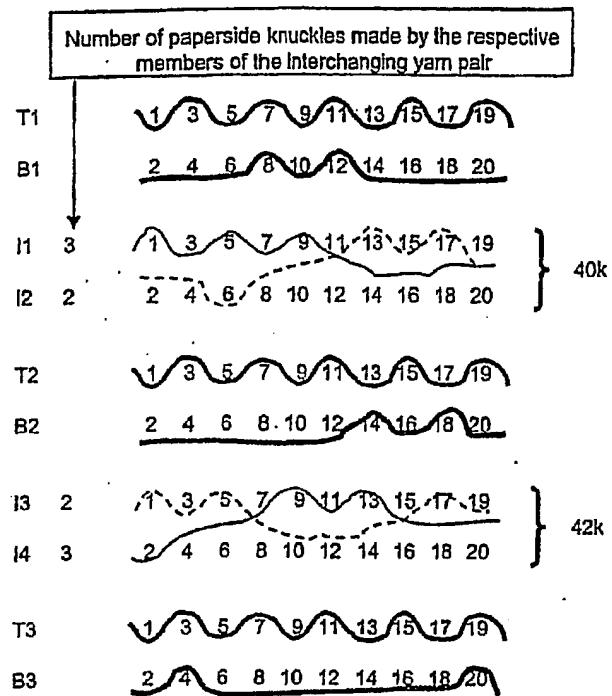 Number of paperside knuckles made by the respective
members of the interchanging yarn pair
T1 1 3 5 7 9 11 13 15 17 19
B1 2 4 6 8 10 12 14 16 18 20
I1 3 1 3 5 7 9 11 13 15 17 19
40k
I2 2 2 4 6 8 10 12 14 16 18 20
T2 1 3 5 7 9 11 13 15 17 19
B2 2 4 6 8 10 12 14 16 18 20
I3 2 1 3 5 7 9 11 13 15 17 19
42k
I4 3 2 4 6 8 10 12 14 16 18 20
T3 1 3 5 7 9 11 13 15 17 19
B3 2 4 6 8 10 12 14 16 18 20